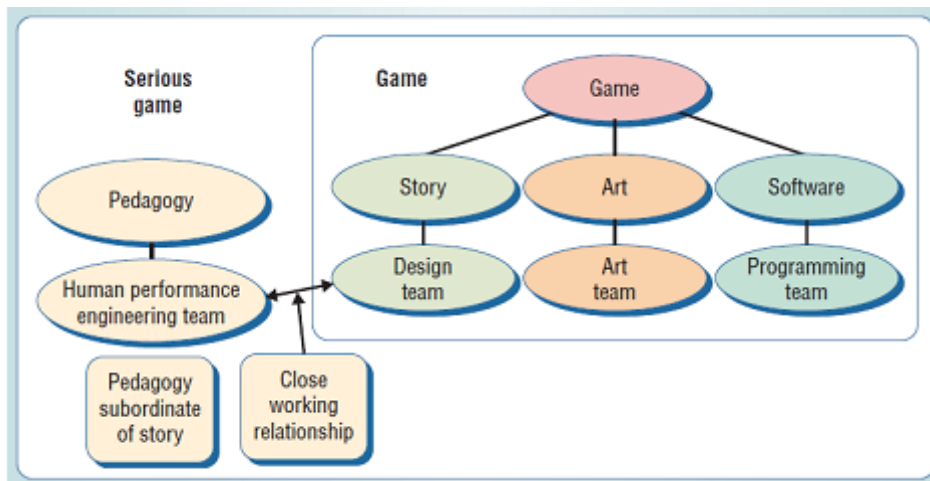 Serious
game
Game
Game
Story
Art
Software
Pedagogy
Design
team
Art
team
Programming
team
Human performance
engineering team
Pedagogy
subordinate
of story
Close
working
relationship